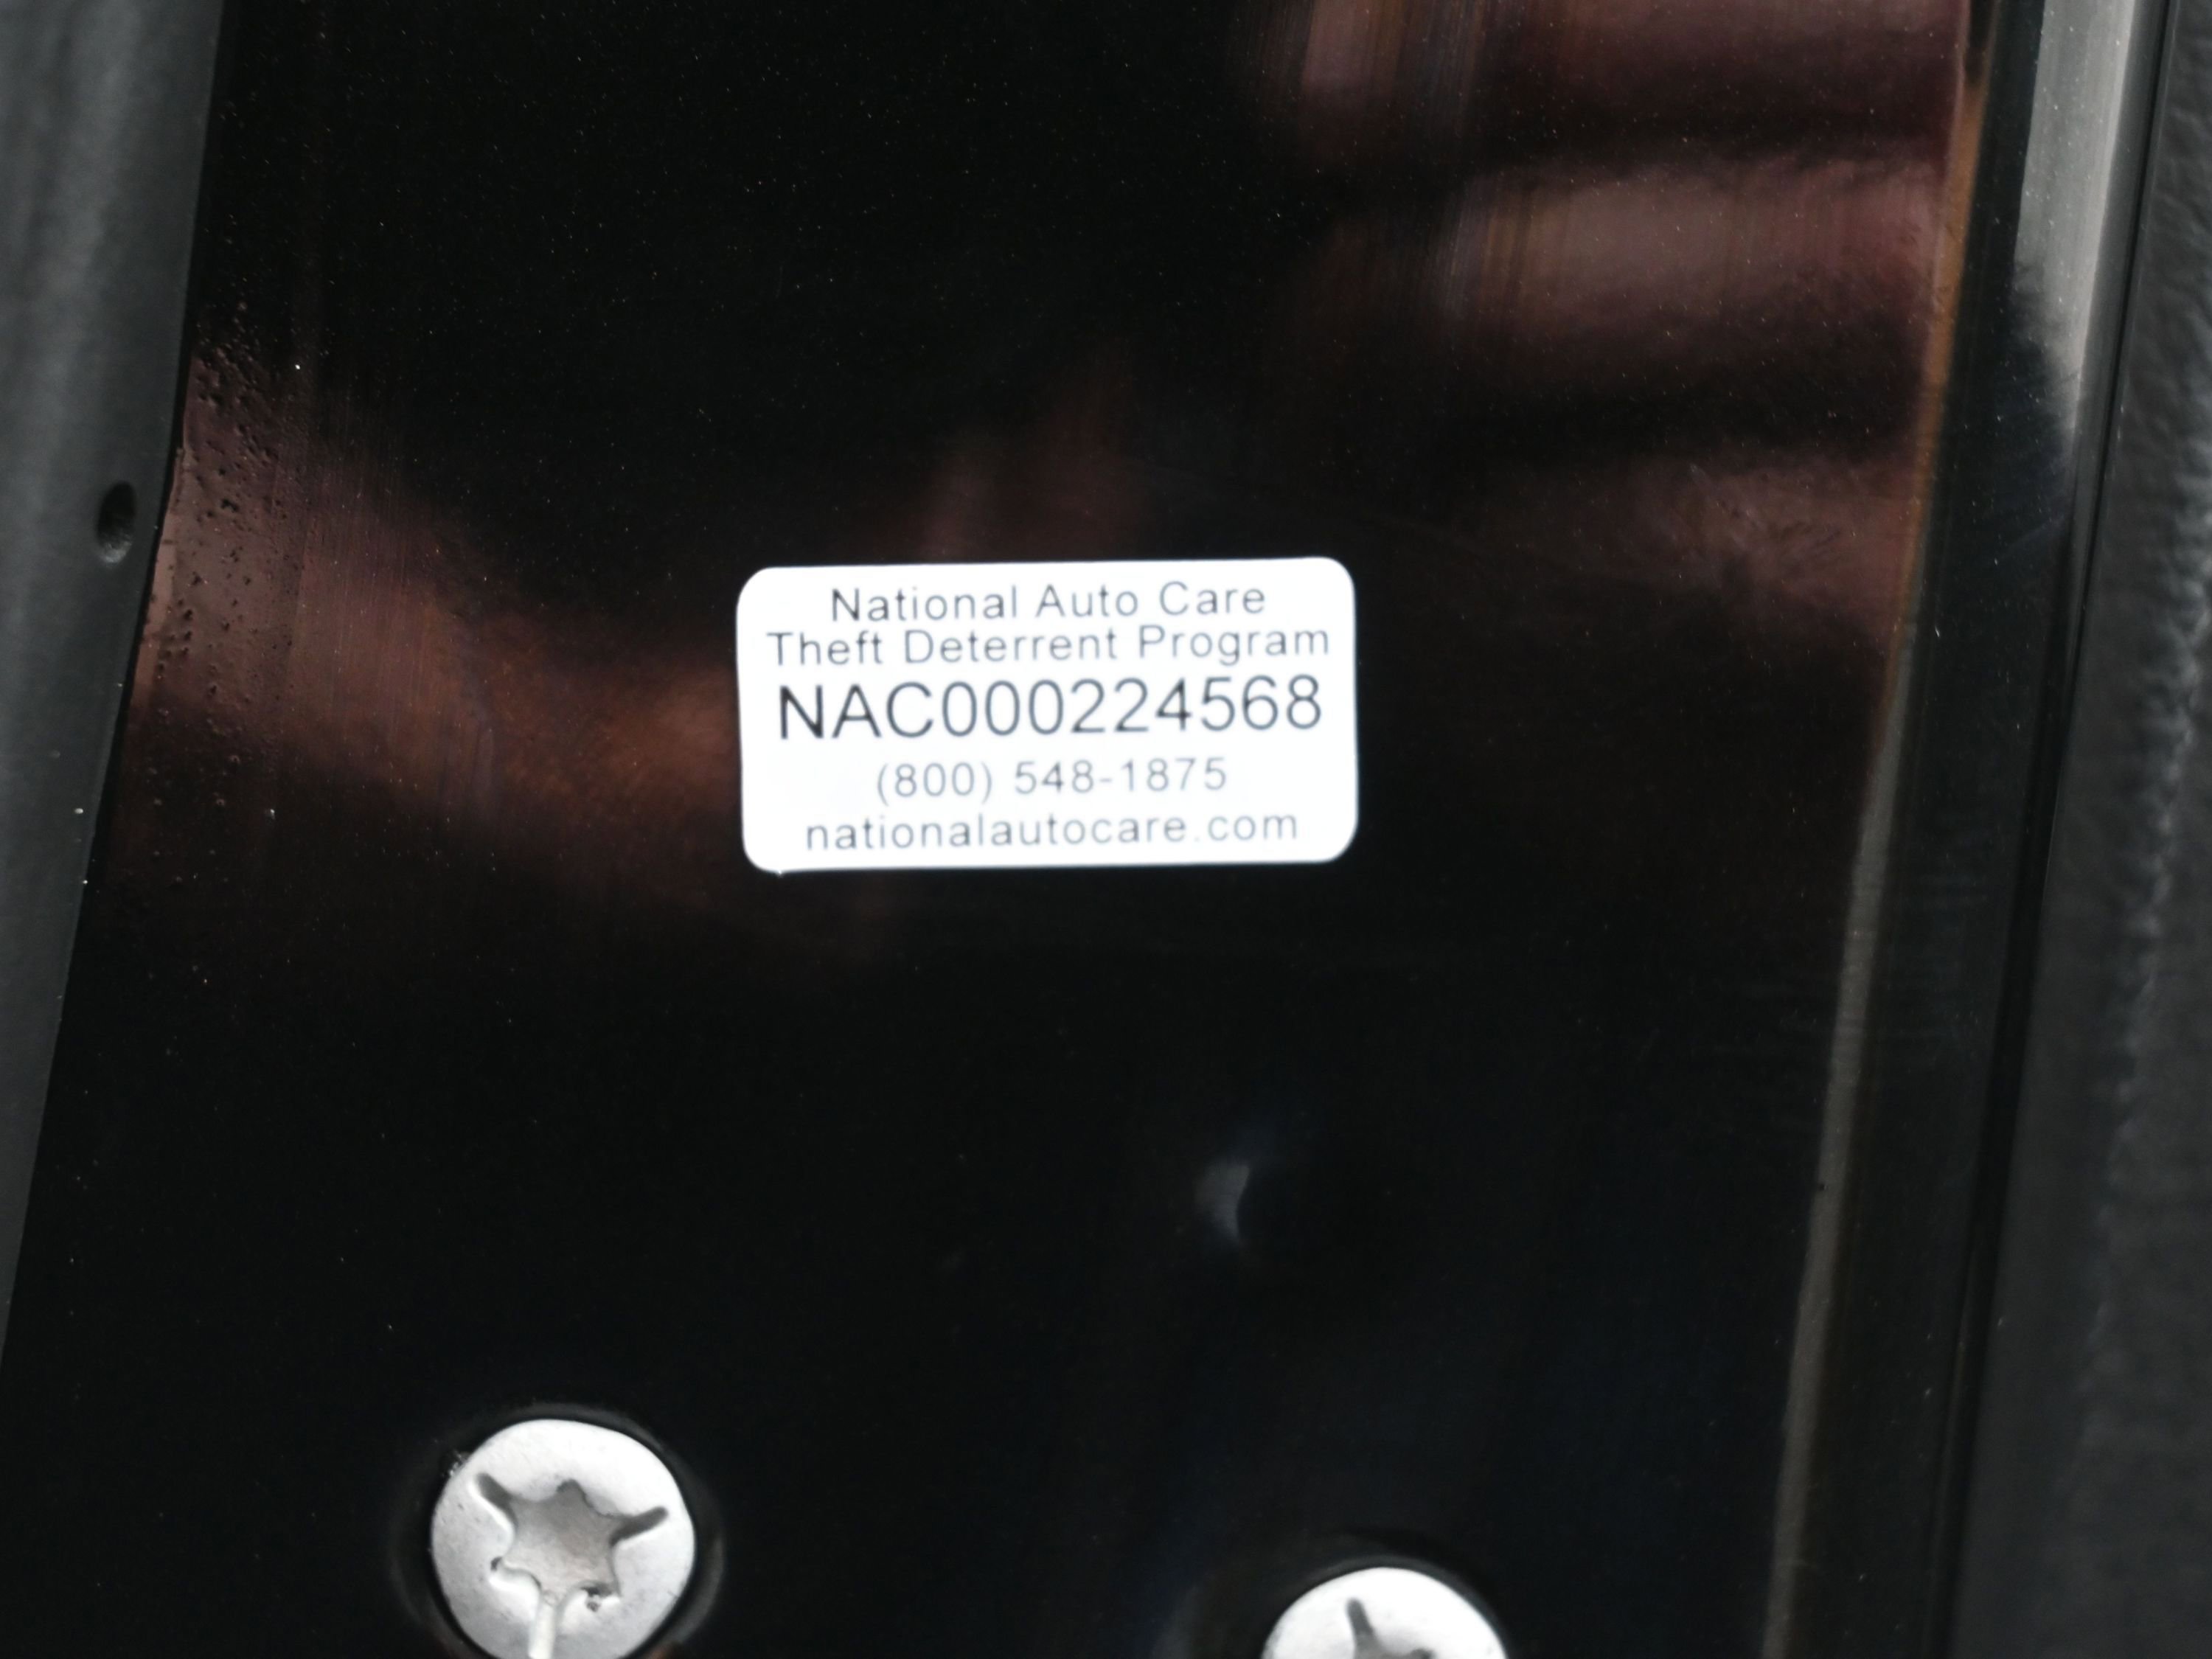 National Auto Care
Theft Deterrent Program
NAC000224568
(800) 548-1875
nationalautocare.com